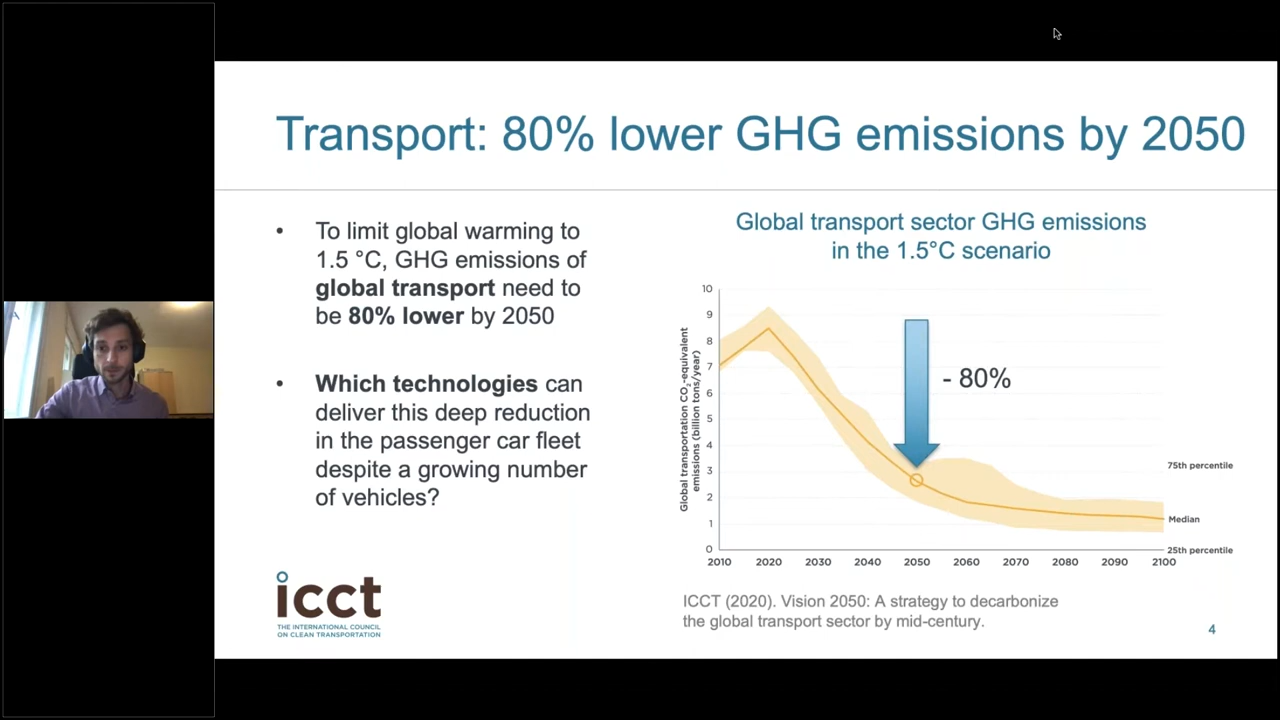 Transport: 80% lower GHG emissions by 2050
• To limit global warming to
1.5 °C, GHG emissions of
global transport need to
be 80% lower by 2050
• Which technologies can
deliver this deep reduction
in the passenger car fleet
despite a growing number
of vehicles?
icct
THE INTERNATIONAL COUNCIL
ON CLEAN TRANSPORTATION
Global transport sector GHG emissions
in the 1.5°C scenario
Global transportation CO₂-equivalent
emissions (billion tons/year)
10
9
8
7
6
5
4
3
2
1
0
2010 2020 2030 2040 2050 2060 2070 2080 2090 2100
- 80%
75th percentile
Median
25th percentile
ICCT (2020). Vision 2050: A strategy to decarbonize
the global transport sector by mid-century.
4